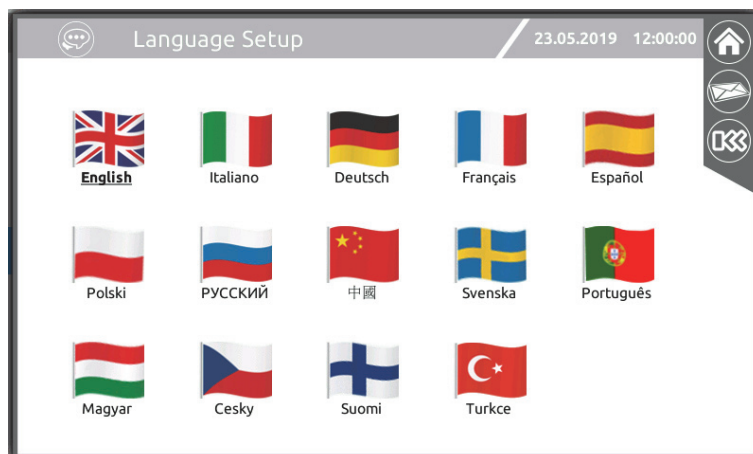 Language Setup
23.05.2019 12:00:00
English Italiano Deutsch Français Español
Polski РУССКИЙ 中國 Svenska Português
Magyar Cesky Suomi Turkce